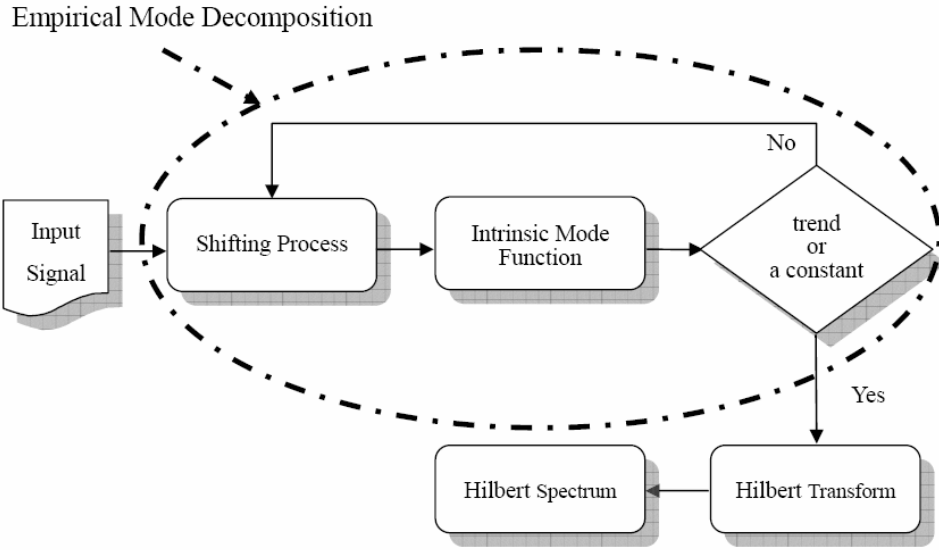 Empirical Mode Decomposition
No
Input
Signal
Shifting Process
Intrinsic Mode
Function
trend
or
a constant
Yes
Hilbert Spectrum
Hilbert Transform